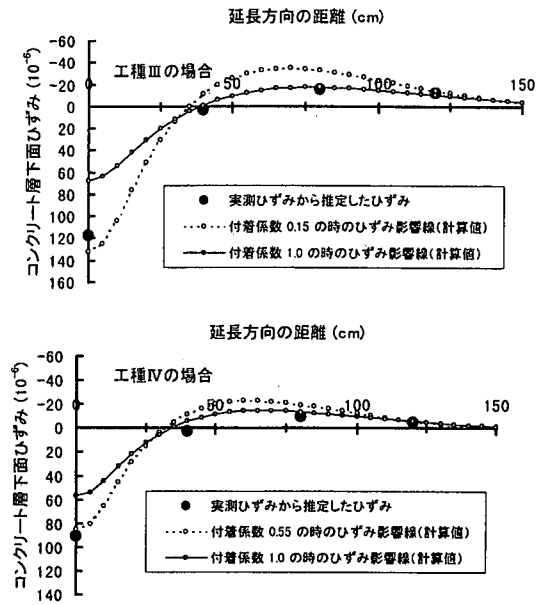 延長方向の距離 (cm)
工種Ⅲの場合
-60
-40
-20
0
20
40
60
80
100
120
140
160
0
50
100
150
コンクリート層下面ひずみ (10⁻⁶)
実測ひずみから推定したひずみ
付着係数 0.15 の時のひずみ影響線(計算値)
付着係数 1.0 の時のひずみ影響線(計算値)
延長方向の距離 (cm)
工種Ⅳの場合
-60
-40
-20
0
20
40
60
80
100
120
140
0
50
100
150
コンクリート層下面ひずみ (10⁻⁶)
実測ひずみから推定したひずみ
付着係数 0.55 の時のひずみ影響線(計算値)
付着係数 1.0 の時のひずみ影響線(計算値)